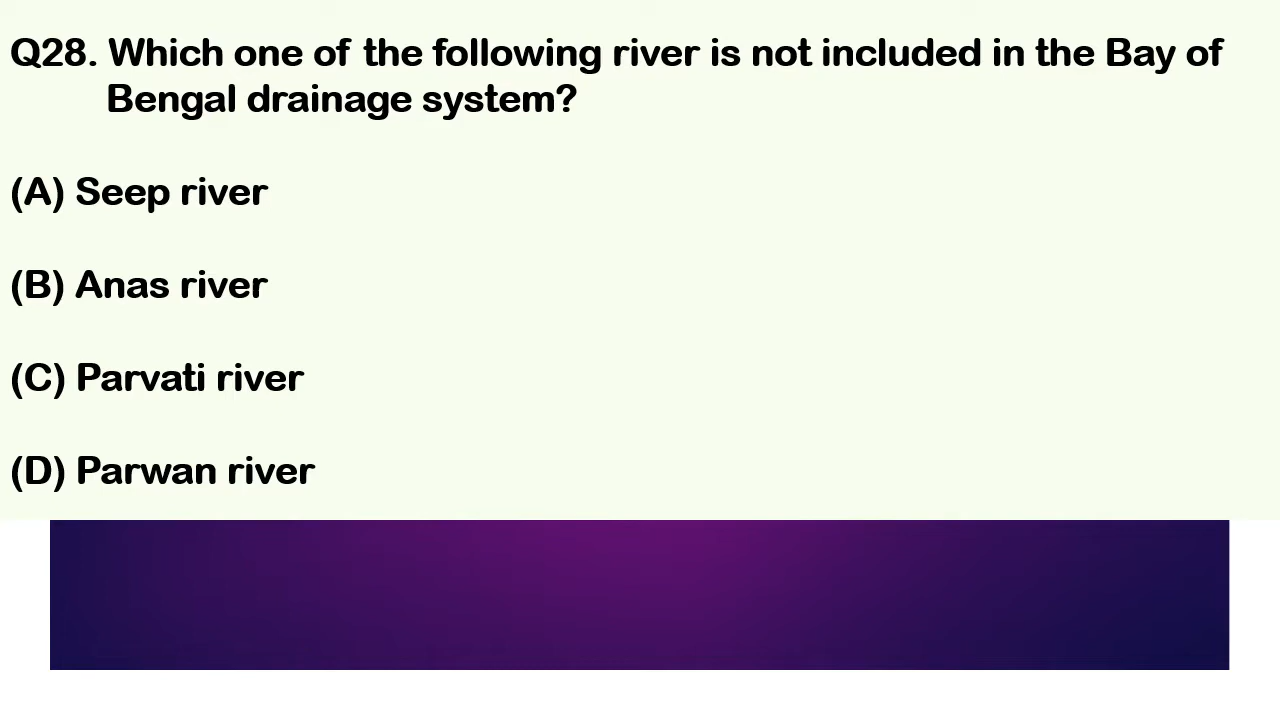 Q28. Which one of the following river is not included in the Bay of
Bengal drainage system?
(A) Seep river
(B) Anas river
(C) Parvati river
(D) Parwan river